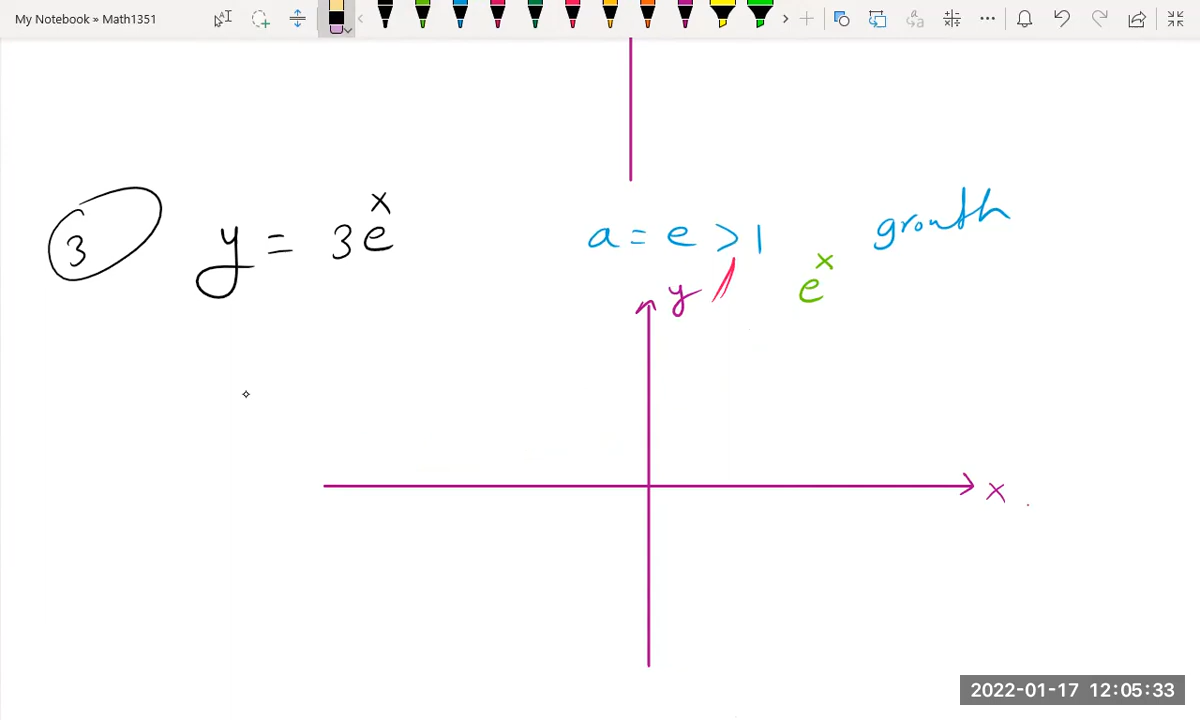 My Notebook » Math1351
3 y = 3e^x a = e > 1 growth
e^x
y
x
2022-01-17 12:05:33